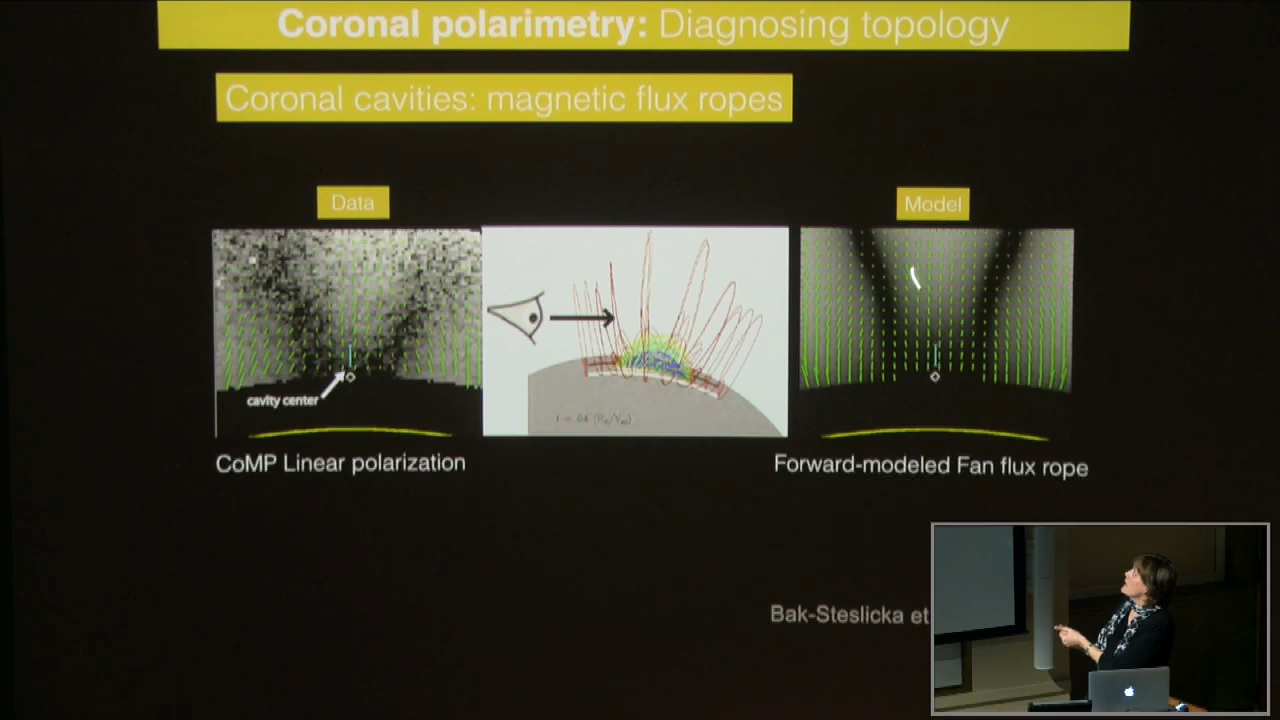 Coronal polarimetry: Diagnosing topology
Coronal cavities: magnetic flux ropes
Data
Model
cavity center
CoMP Linear polarization
Forward-modeled Fan flux rope
Bak-Steslicka et